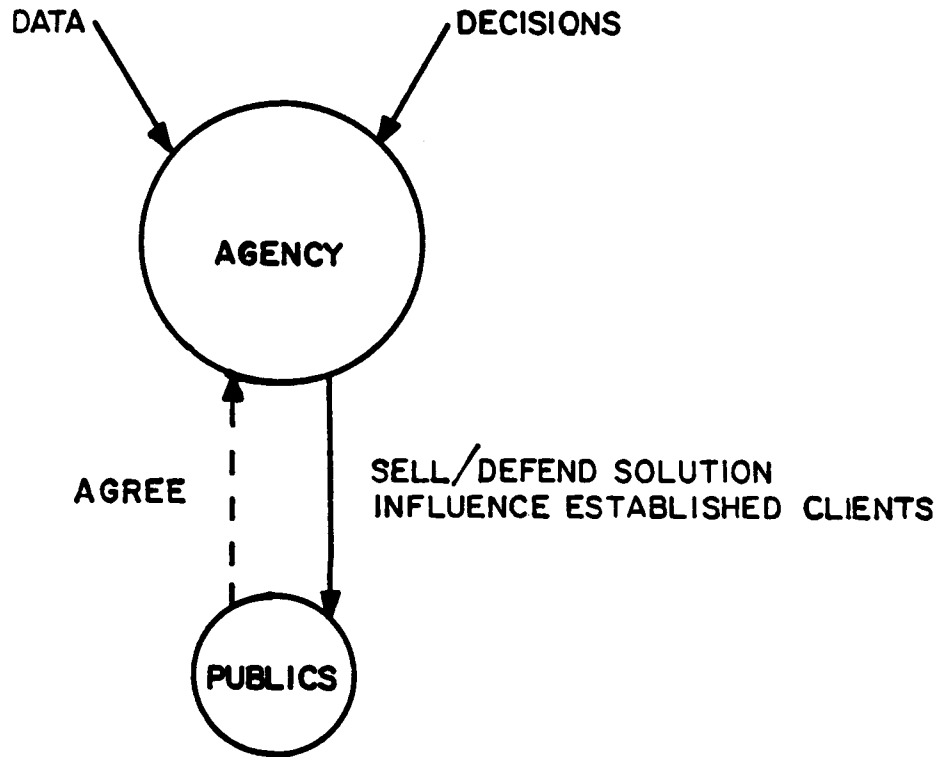 DATA
DECISIONS
AGENCY
AGREE
SELL/DEFEND SOLUTION
INFLUENCE ESTABLISHED CLIENTS
PUBLICS